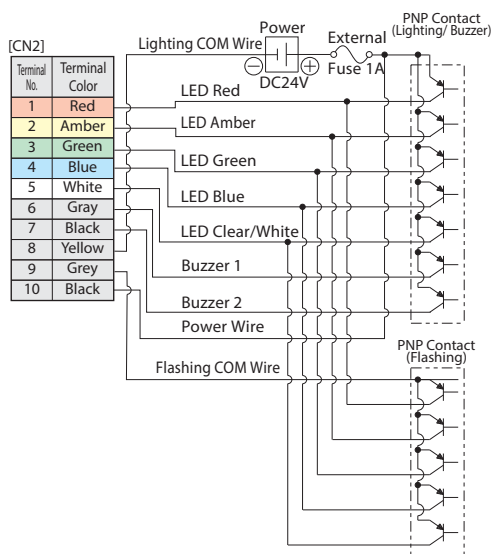 PNP Contact
(Lighting/ Buzzer)
Power
External
Fuse 1A
Lighting COM Wire
DC24V
[CN2]
Terminal No. Terminal Color
1 Red
2 Amber
3 Green
4 Blue
5 White
6 Gray
7 Black
8 Yellow
9 Grey
10 Black
LED Red
LED Amber
LED Green
LED Blue
LED Clear/White
Buzzer 1
Buzzer 2
Power Wire
Flashing COM Wire
PNP Contact
(Flashing)